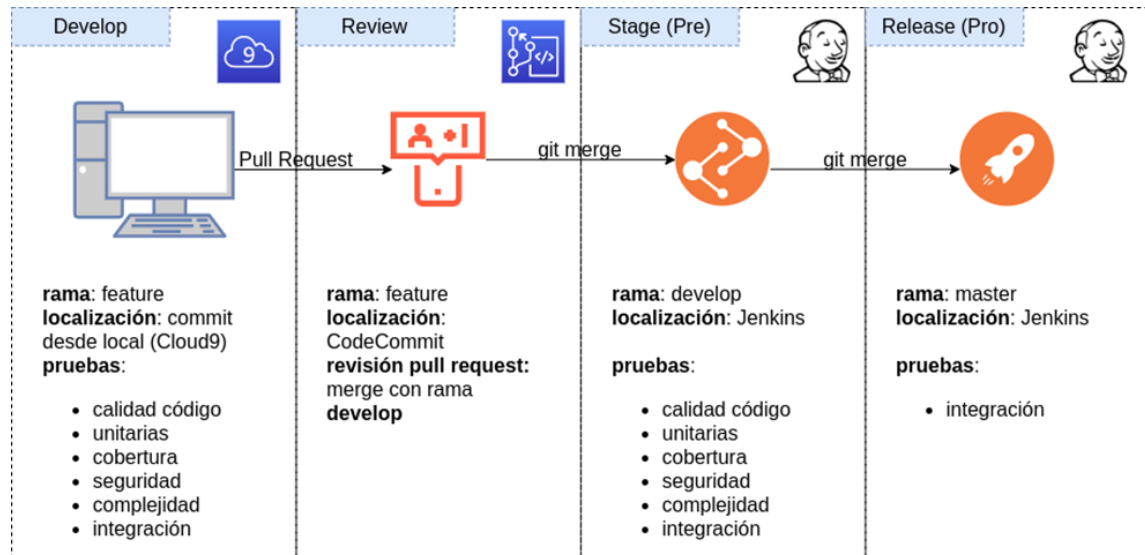 Develop
9
Review
Stage (Pre)
Release (Pro)
Pull Request
git merge
git merge
rama: feature
localización: commit
desde local (Cloud9)
pruebas:
• calidad código
• unitarias
• cobertura
• seguridad
• complejidad
• integración
rama: feature
localización:
CodeCommit
revisión pull request:
merge con rama
develop
rama: develop
localización: Jenkins
pruebas:
• calidad código
• unitarias
• cobertura
• seguridad
• complejidad
• integración
rama: master
localización: Jenkins
pruebas:
• integración